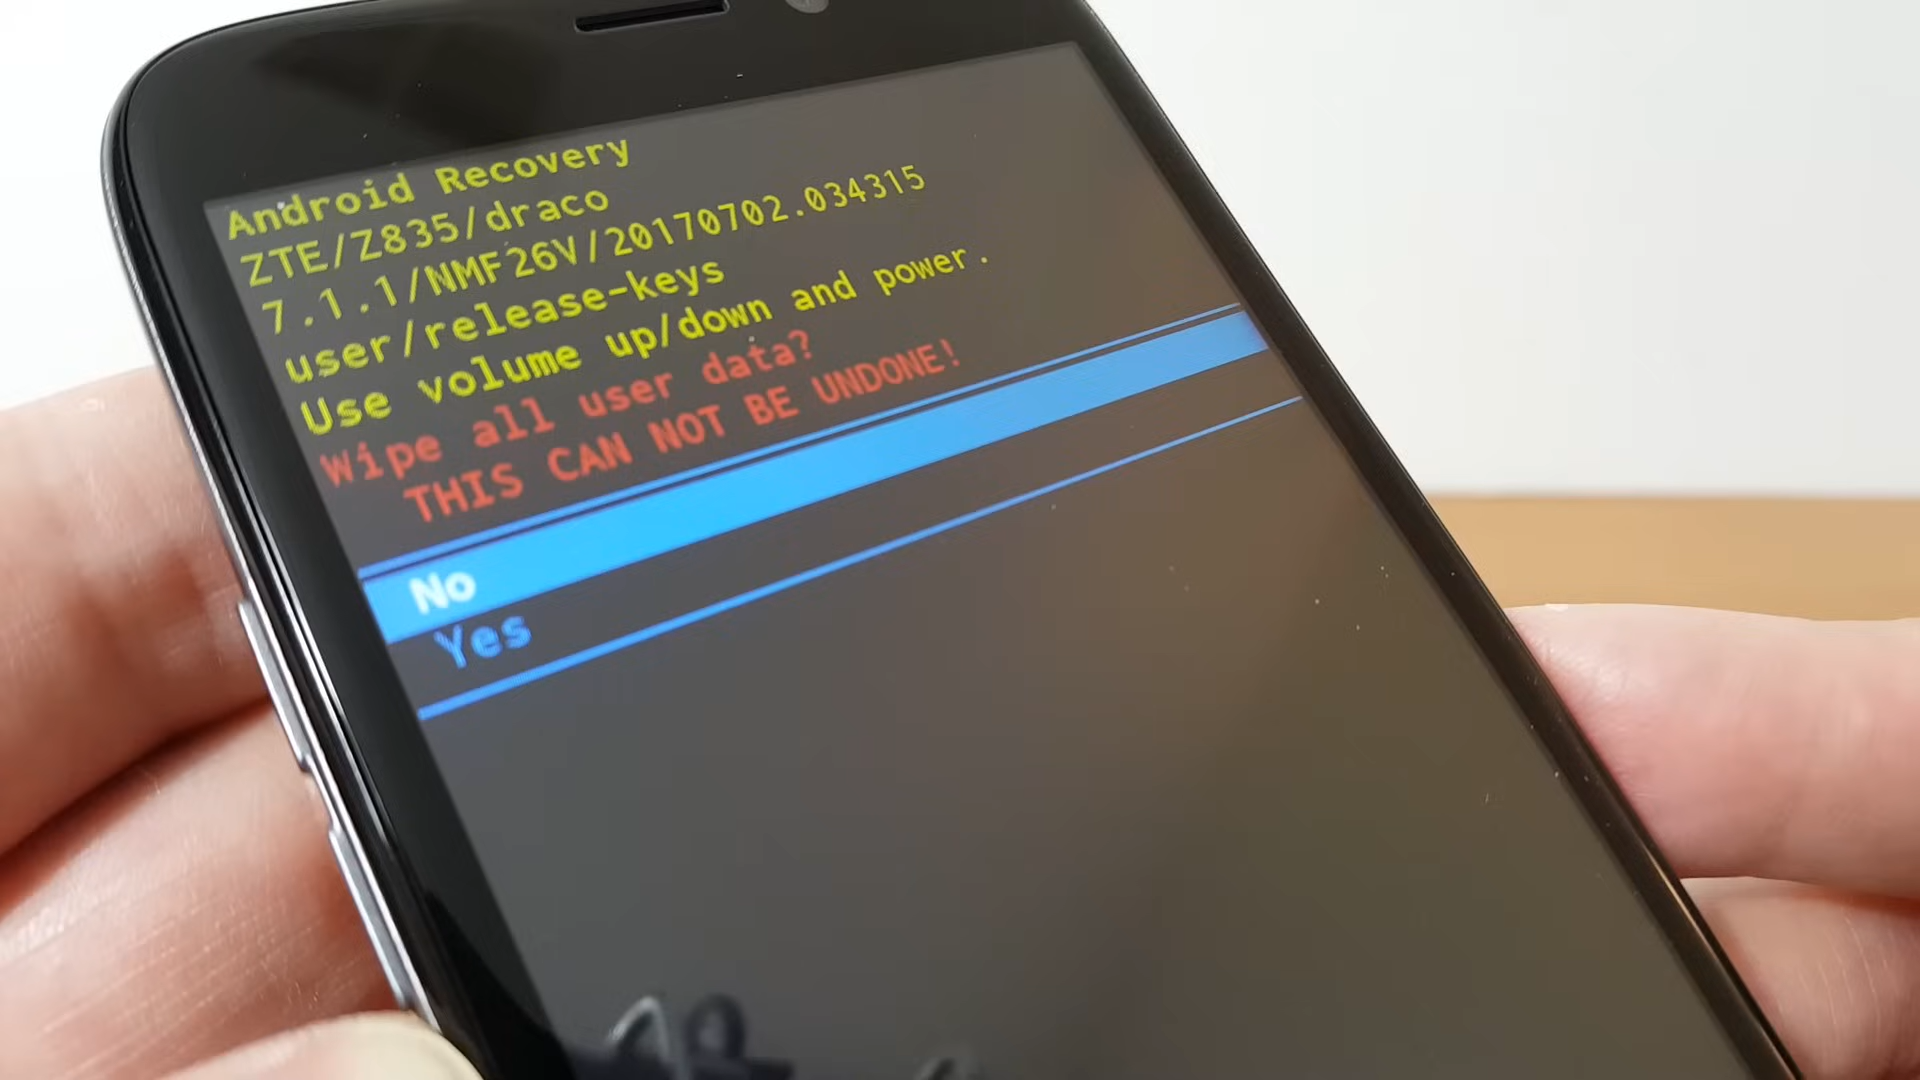 Android Recovery
ZTE/Z835/draco
7.1.1/NMF26V/20170702.034315
user/release-keys
Use volume up/down and power.
Wipe all user data?
THIS CAN NOT BE UNDONE!
No
Yes